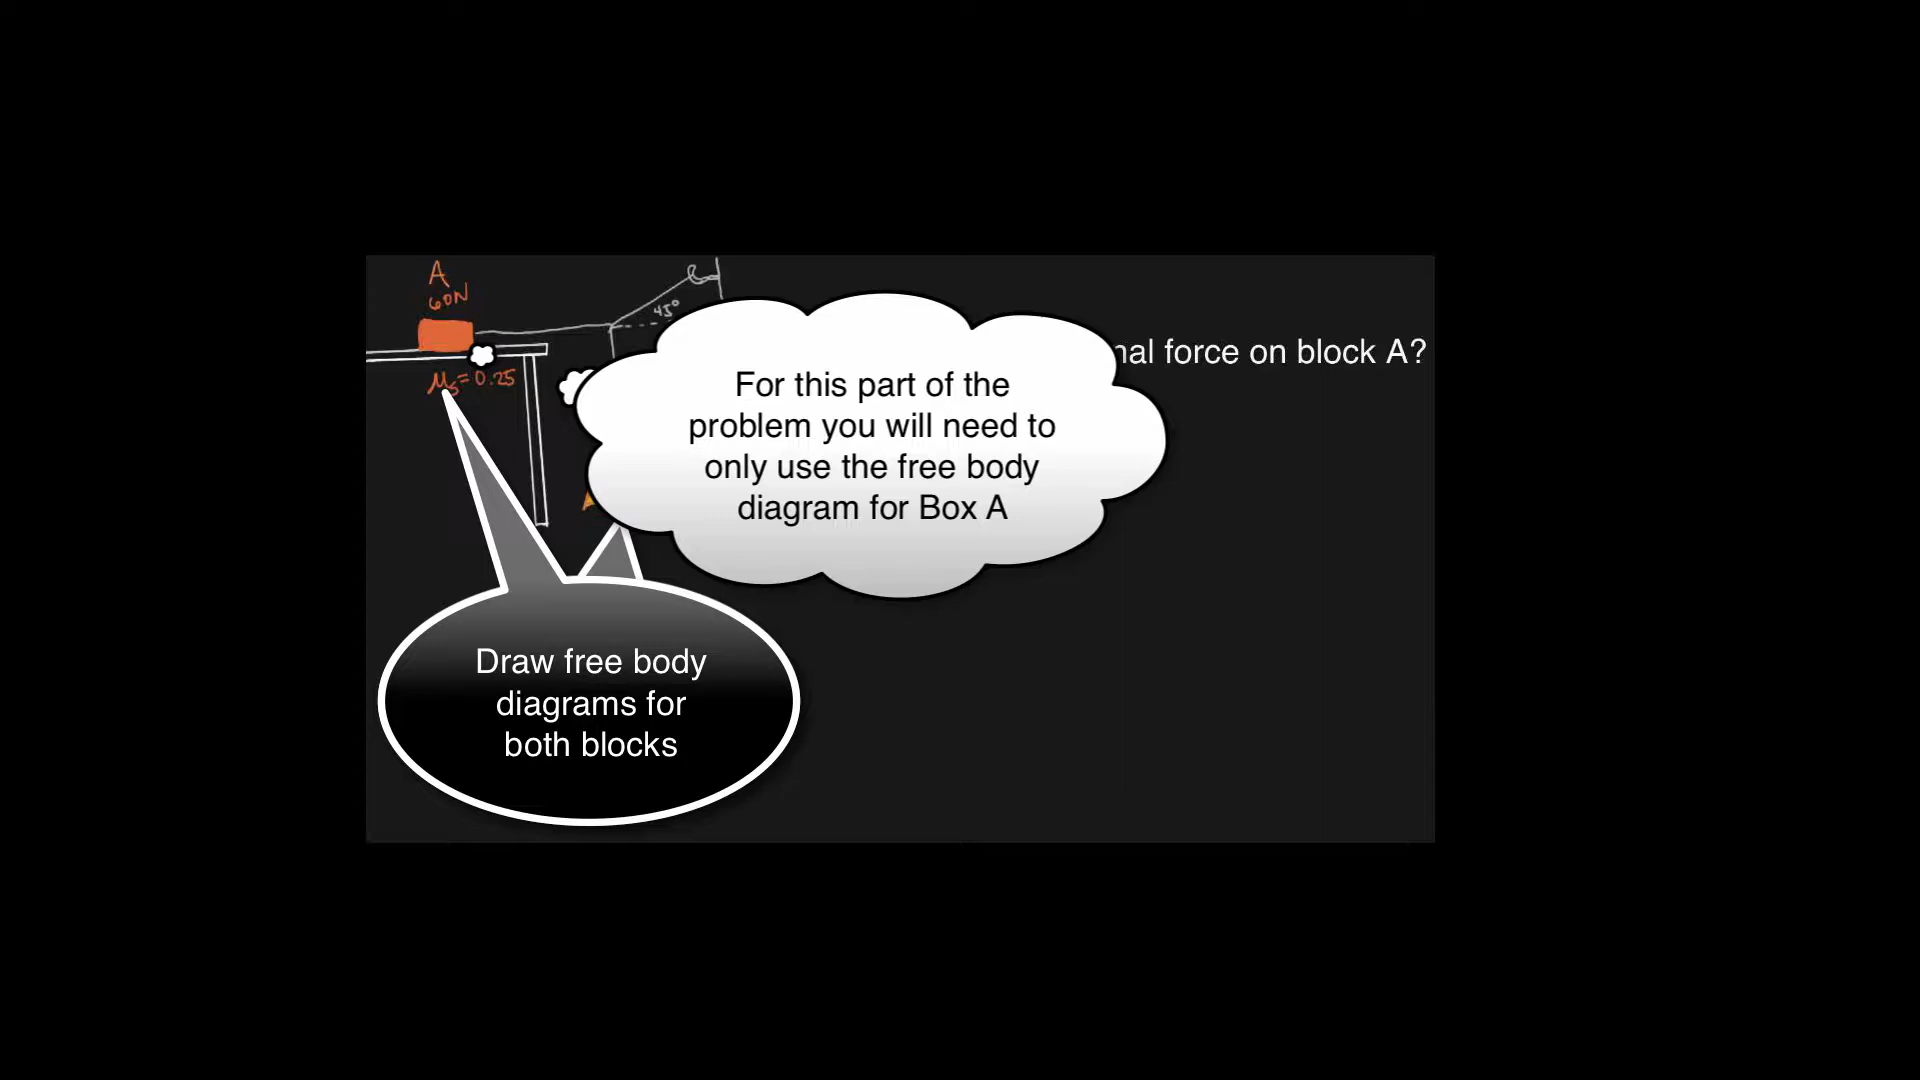 A
60N
45°
μs = 0.25
force on block A?
For this part of the
problem you will need to
only use the free body
diagram for Box A
Draw free body
diagrams for
both blocks